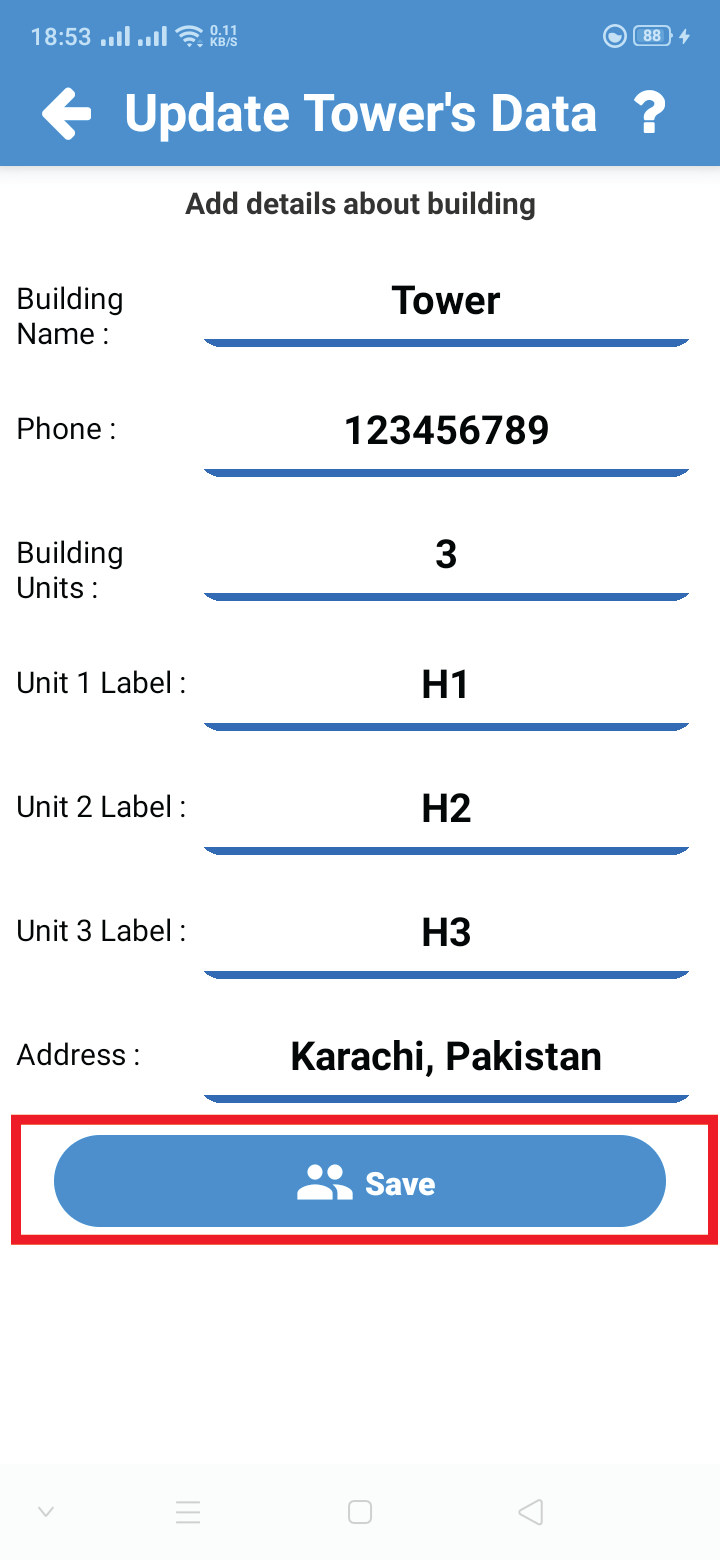 18:53 0.11 KB/S 88
Update Tower's Data ?
Add details about building
Building Name : Tower
Phone : 123456789
Building Units : 3
Unit 1 Label : H1
Unit 2 Label : H2
Unit 3 Label : H3
Address : Karachi, Pakistan
Save